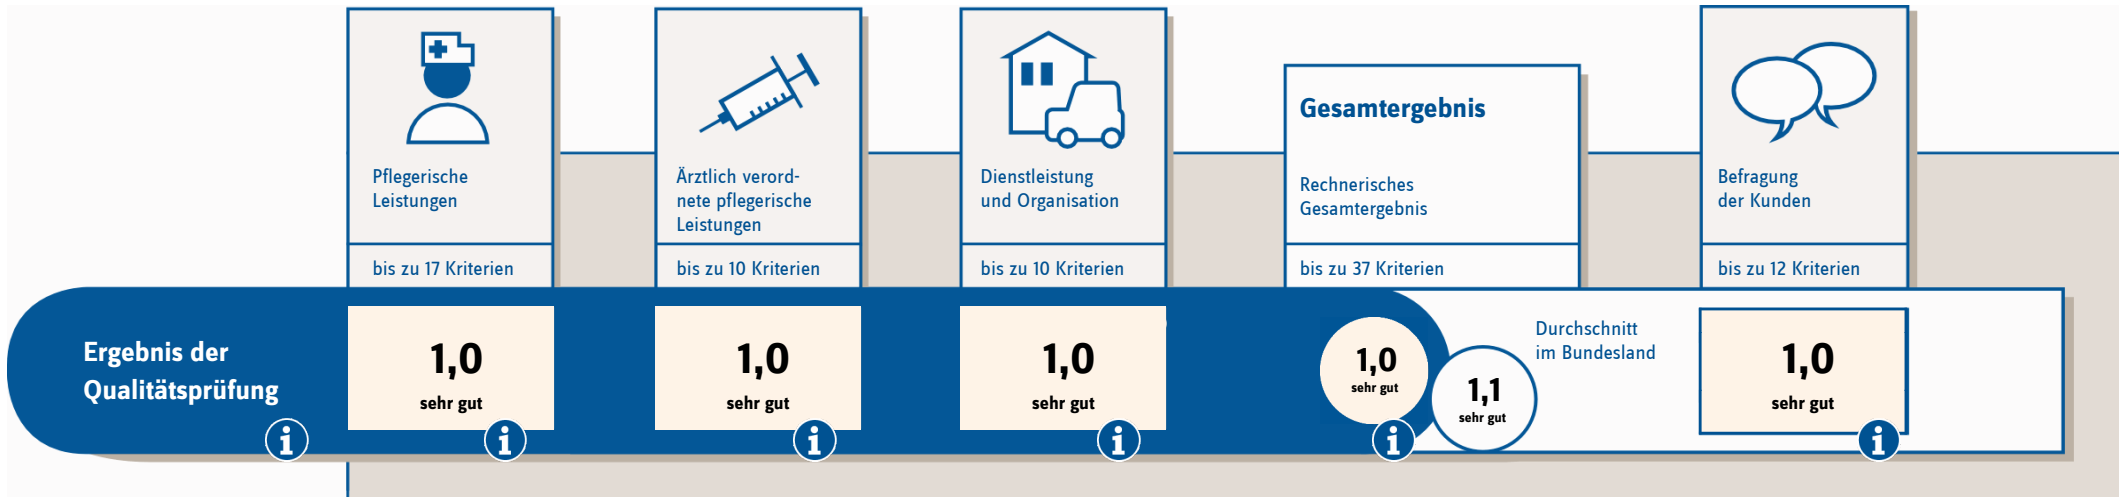 Pflegerische
Leistungen
bis zu 17 Kriterien
Ärztlich verord-
nete pflegerische
Leistungen
bis zu 10 Kriterien
Dienstleistung
und Organisation
bis zu 10 Kriterien
Gesamtergebnis
Rechnerisches
Gesamtergebnis
bis zu 37 Kriterien
Befragung
der Kunden
bis zu 12 Kriterien
Ergebnis der
Qualitätsprüfung
i
1,0
sehr gut
i
1,0
sehr gut
i
1,0
sehr gut
i
1,0
sehr gut
i
1,1
sehr gut
Durchschnitt
im Bundesland
1,0
sehr gut
i